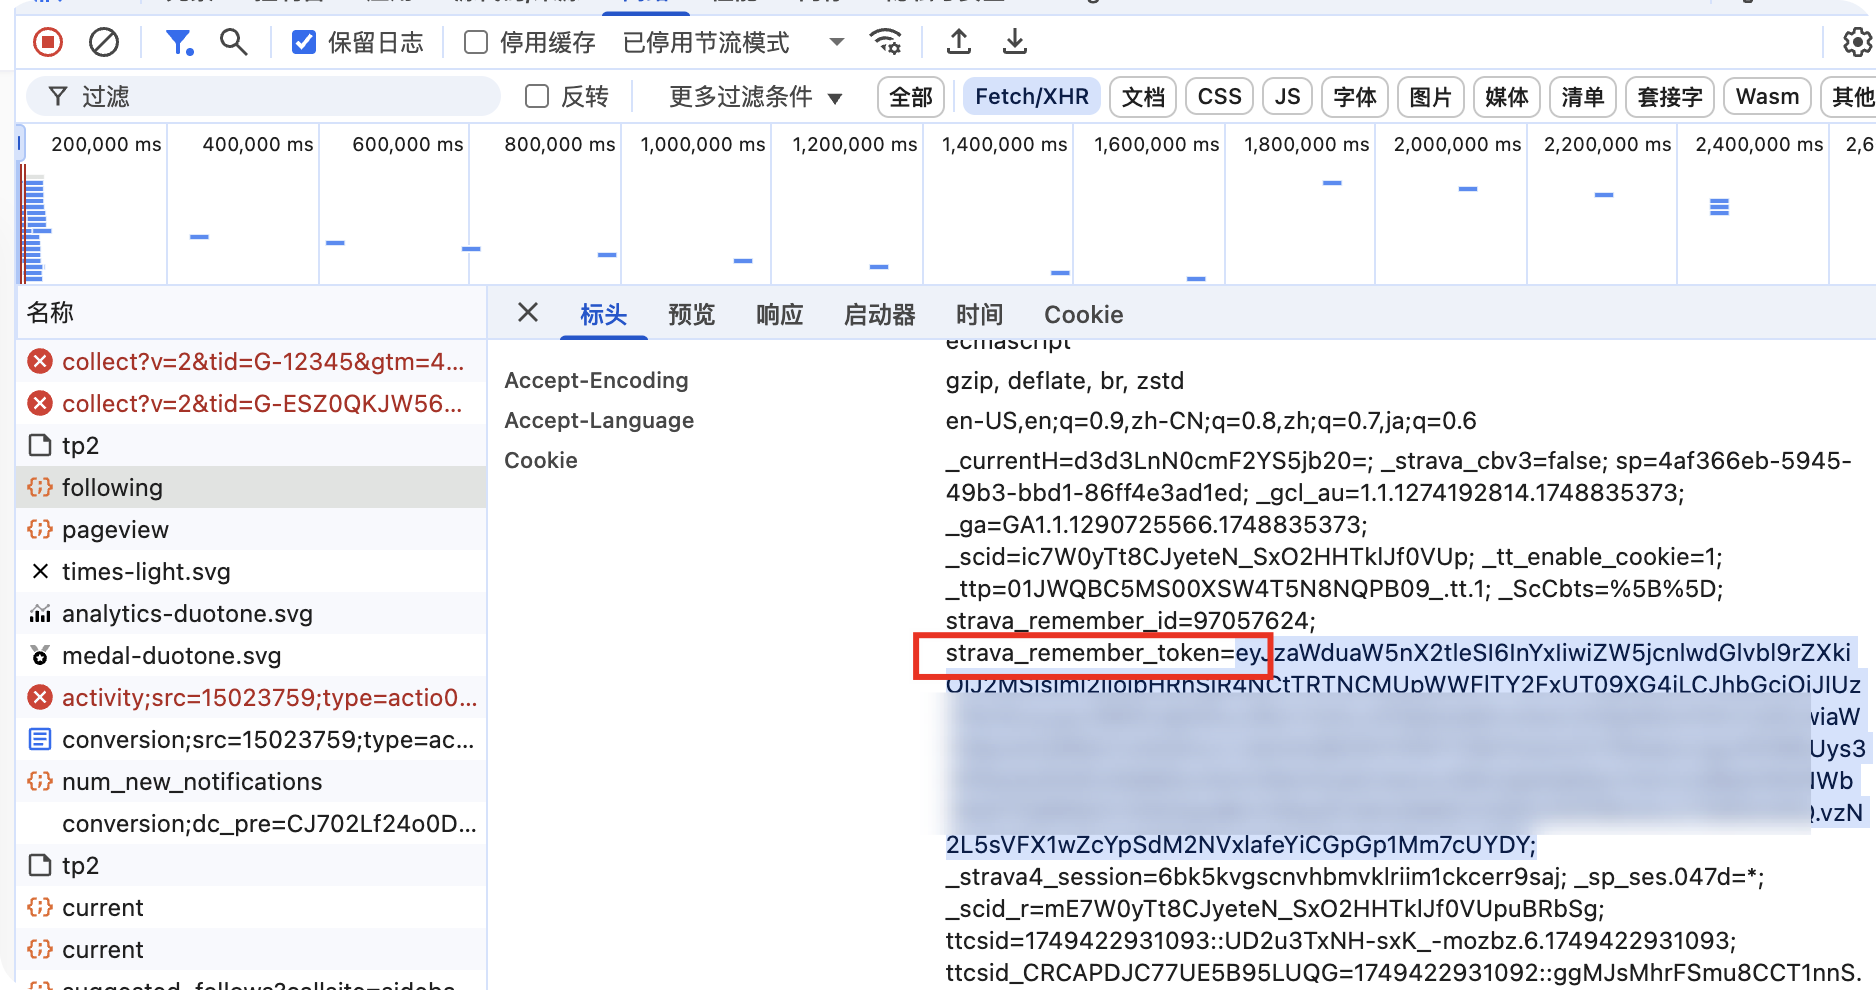 保留日志
停用缓存
已停用节流模式
过滤
反转
更多过滤条件
全部
Fetch/XHR
文档
CSS
JS
字体
图片
媒体
清单
套接字
Wasm
其他
200,000 ms
400,000 ms
600,000 ms
800,000 ms
1,000,000 ms
1,200,000 ms
1,400,000 ms
1,600,000 ms
1,800,000 ms
2,000,000 ms
2,200,000 ms
2,400,000 ms
2,6
名称
标头
预览
响应
启动器
时间
Cookie
collect?v=2&tid=G-12345&gtm=4...
collect?v=2&tid=G-ESZ0QKJW56...
tp2
following
pageview
times-light.svg
analytics-duotone.svg
medal-duotone.svg
activity;src=15023759;type=actio0...
conversion;src=15023759;type=ac...
num_new_notifications
conversion;dc_pre=CJ702Lf24o0D...
tp2
current
current
ecmascript
Accept-Encoding
gzip, deflate, br, zstd
Accept-Language
en-US,en;q=0.9,zh-CN;q=0.8,zh;q=0.7,ja;q=0.6
Cookie
_currentH=d3d3LnN0cmF2YS5jb20=; _strava_cbv3=false; sp=4af366eb-5945-
49b3-bbd1-86ff4e3ad1ed; _gcl_au=1.1.1274192814.1748835373;
_ga=GA1.1.1290725566.1748835373;
_scid=ic7W0yTt8CJyeteN_SxO2HHTklJf0VUp; _tt_enable_cookie=1;
_ttp=01JWQBC5MS00XSW4T5N8NQPB09_.tt.1; _ScCbts=%5B%5D;
strava_remember_id=97057624;
strava_remember_token=eyJzaWduaW5nX2tleSI6InYxIiwiZW5jcnlwdGlvbl9rZXki
wiaW
Uys3
IWb
Q.vzN
2L5sVFX1wZcYpSdM2NVxlafeYiCGpGp1Mm7cUYDY;
_strava4_session=6bk5kvgscnvhbmvklriim1ckcerr9saj; _sp_ses.047d=*;
_scid_r=mE7W0yTt8CJyeteN_SxO2HHTklJf0VUpuBRbSg;
ttcsid=1749422931093::UD2u3TxNH-sxK_-mozbz.6.1749422931093;
ttcsid_CRCAPDJC77UE5B95LUQG=1749422931092::ggMJsMhrFSmu8CCT1nnS.